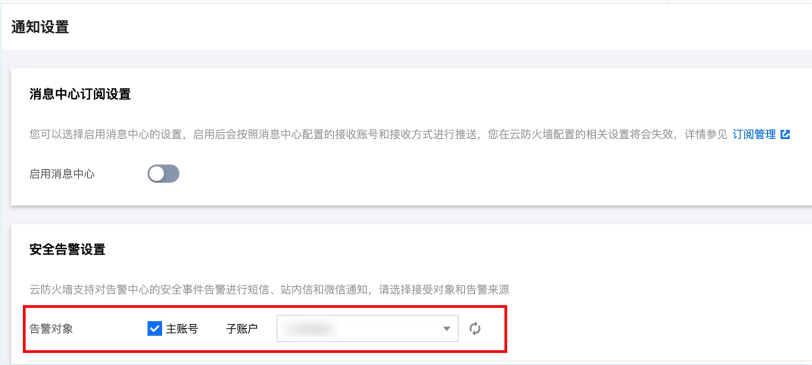 通知设置
消息中心订阅设置
您可以选择启用消息中心的设置，启用后会按照消息中心配置的接收账号和接收方式进行推送，您在云防火墙配置的相关设置将会失效，详情参见 订阅管理
启用消息中心
安全告警设置
云防火墙支持对告警中心的安全事件告警进行短信、站内信和微信通知，请选择接受对象和告警来源
告警对象 主账号 子账户